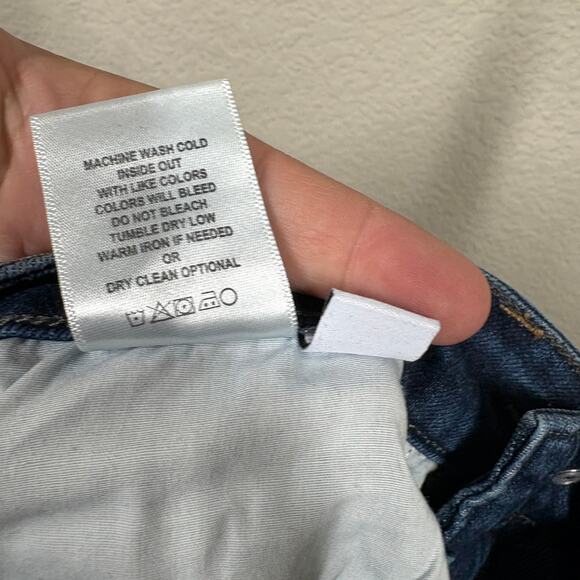 MACHINE WASH COLD
INSIDE OUT
WITH LIKE COLORS
COLORS WILL BLEED
DO NOT BLEACH
TUMBLE DRY LOW
WARM IRON IF NEEDED
OR
DRY CLEAN OPTIONAL